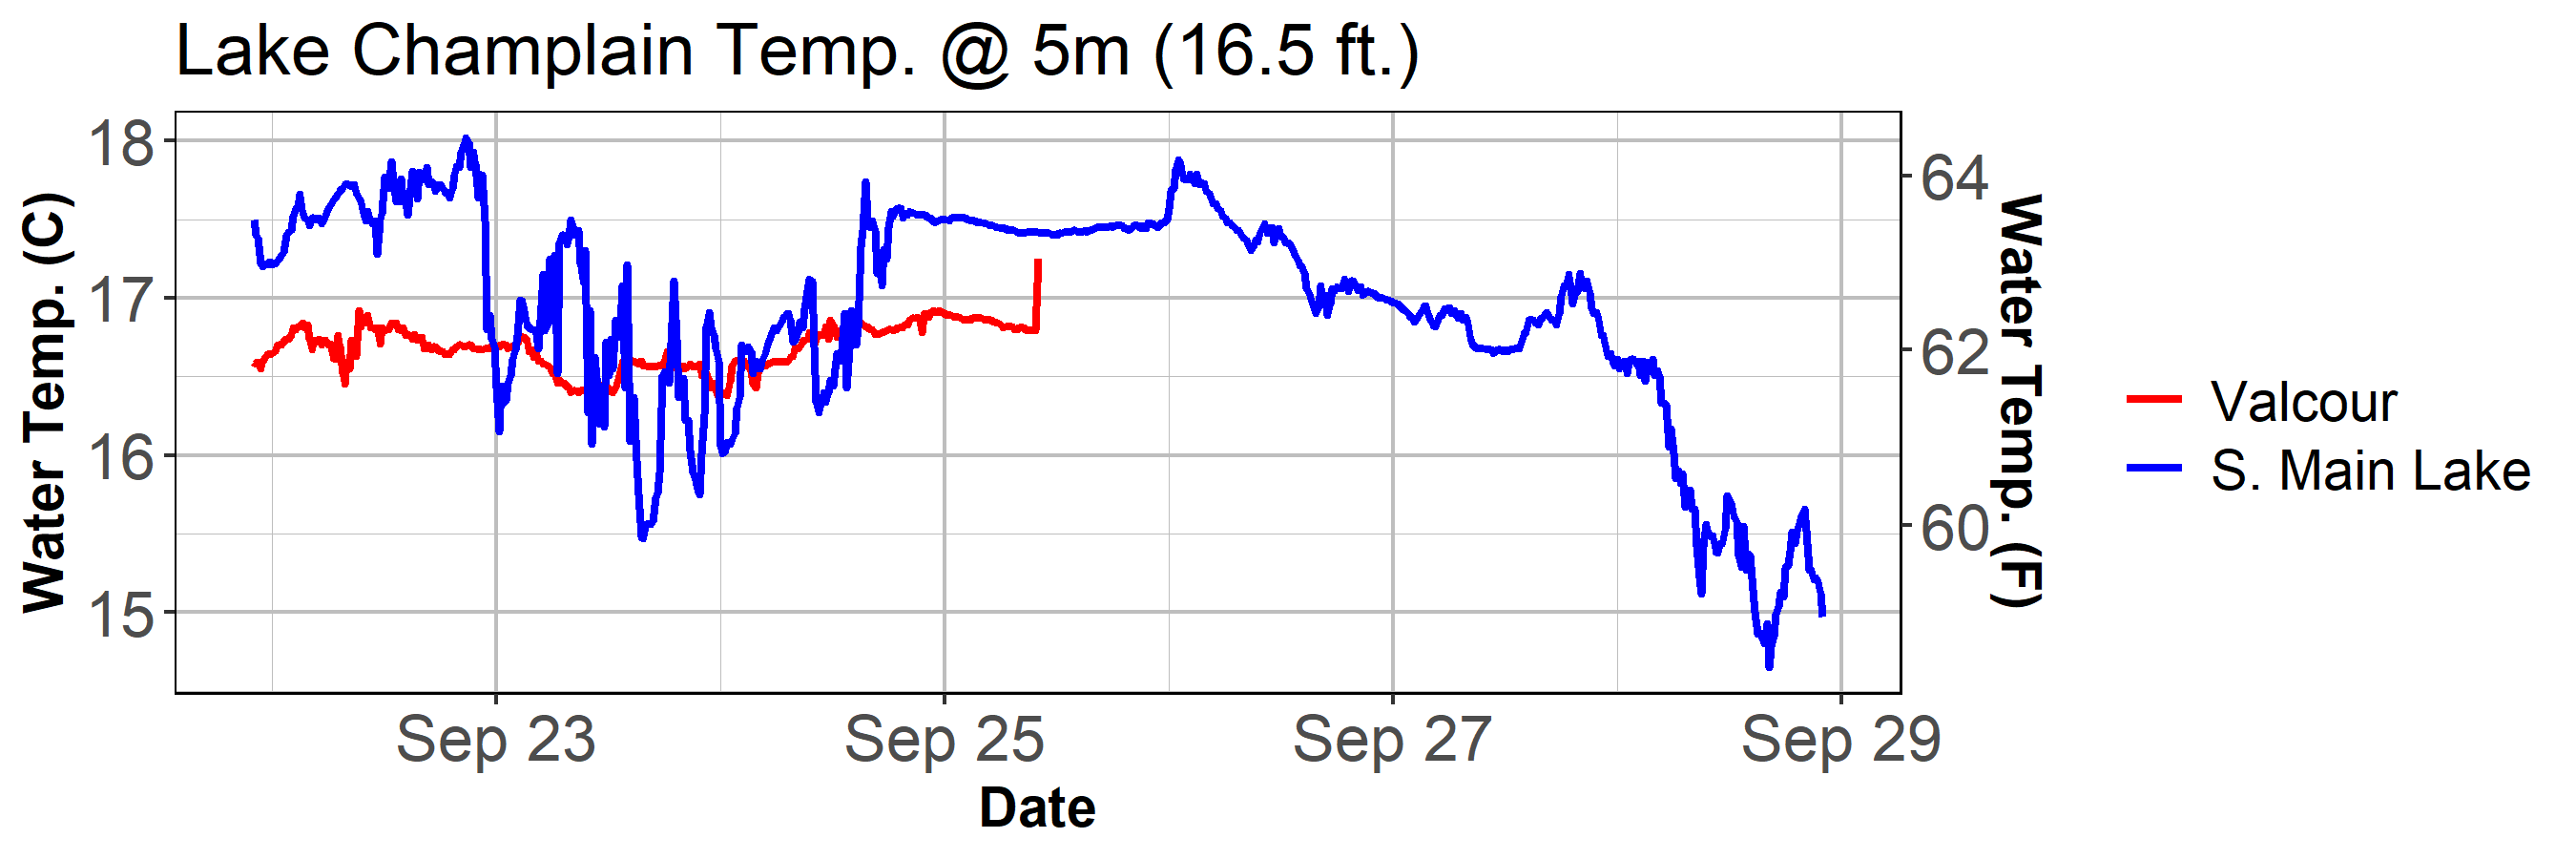 Lake Champlain Temp. @ 5m (16.5 ft.)
Water Temp. (C)
18
17
16
15
64
62
60
Water Temp. (F)
Sep 23
Sep 25
Sep 27
Sep 29
Date
Valcour
S. Main Lake